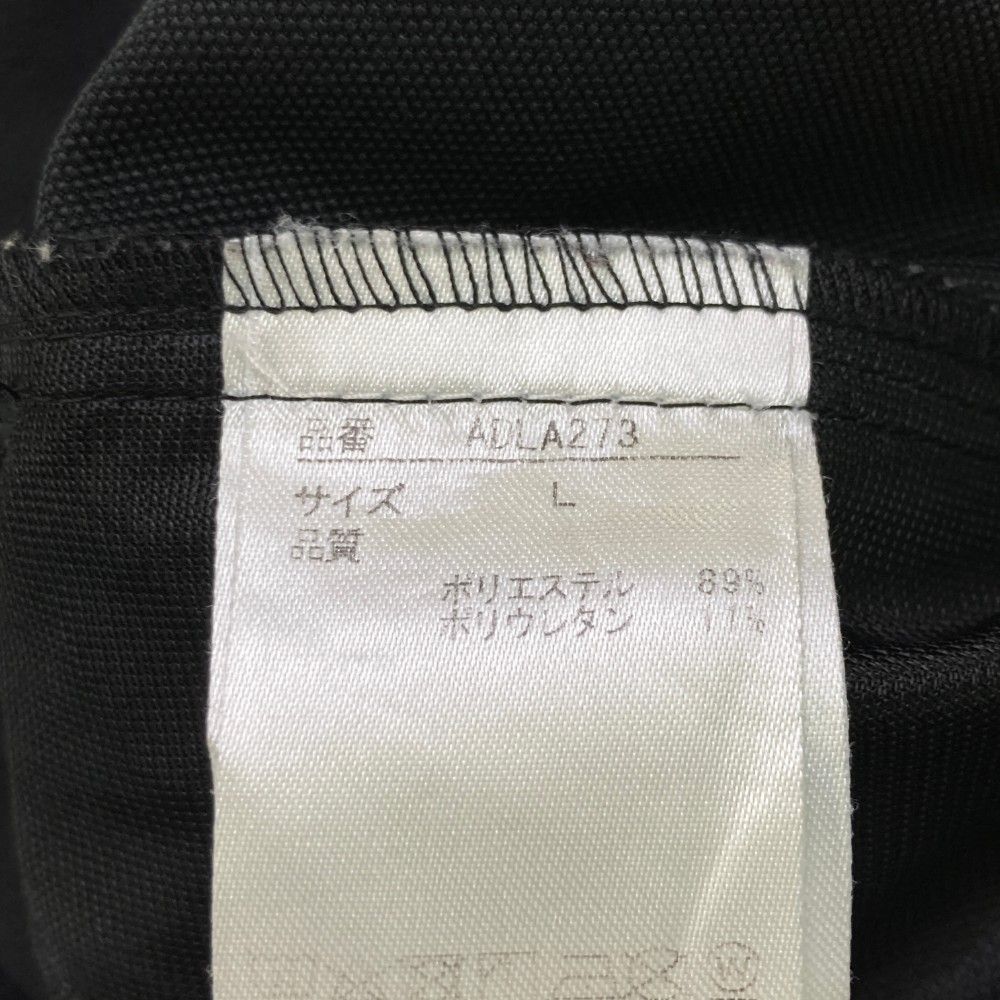 品番 ADLA273
サイズ L
品質
ポリエステル 89%
ポリウレタン 11%
W